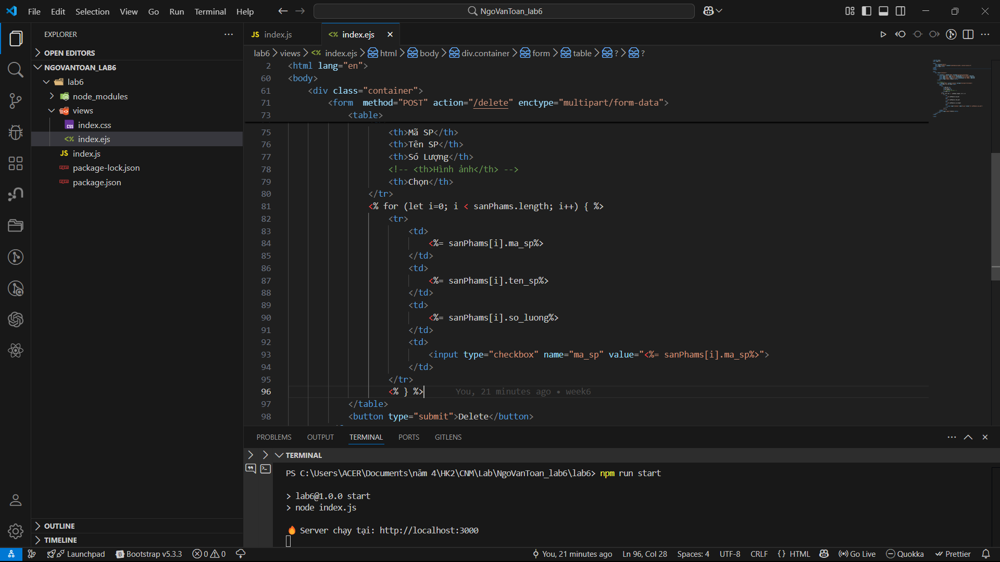 File Edit Selection View Go Run Terminal Help
NgoVanToan_lab6
EXPLORER
OPEN EDITORS
NGOVANTOAN_LAB6
lab6
node_modules
views
index.css
index.ejs
index.js
package-lock.json
package.json
OUTLINE
TIMELINE
JS index.js
<% index.ejs
lab6 > views > <% index.ejs > html > body > div.container > form > table > ? > ?
2 <html lang="en">
60 <body>
61 <div class="container">
71 <form  method="POST" action="/delete" enctype="multipart/form-data">
73 <table>
75 <th>Mã SP</th>
76 <th>Tên SP</th>
77 <th>Só Lượng</th>
78 <!-- <th>Hình ảnh</th> -->
79 <th>Chọn</th>
80 </tr>
81 <% for (let i=0; i < sanPhams.length; i++) { %>
82 <tr>
83 <td>
84 <%= sanPhams[i].ma_sp%>
85 </td>
86 <td>
87 <%= sanPhams[i].ten_sp%>
88 </td>
89 <td>
90 <%= sanPhams[i].so_luong%>
91 </td>
92 <td>
93 <input type="checkbox" name="ma_sp" value="<%= sanPhams[i].ma_sp%>">
94 </td>
95 </tr>
96 <% } %> You, 21 minutes ago • week6
97 </table>
98 <button type="submit">Delete</button>
PROBLEMS OUTPUT TERMINAL PORTS GITLENS
TERMINAL
PS C:\Users\ACER\Documents\năm 4\HK2\CNM\Lab\NgoVanToan_lab6\lab6> npm run start
> lab6@1.0.0 start
> node index.js
🔥 Server chạy tại: http://localhost:3000
Launchpad Bootstrap v5.3.3 0 0 You, 21 minutes ago Ln 96, Col 28 Spaces: 4 UTF-8 CRLF {} HTML Go Live Quokka Prettier